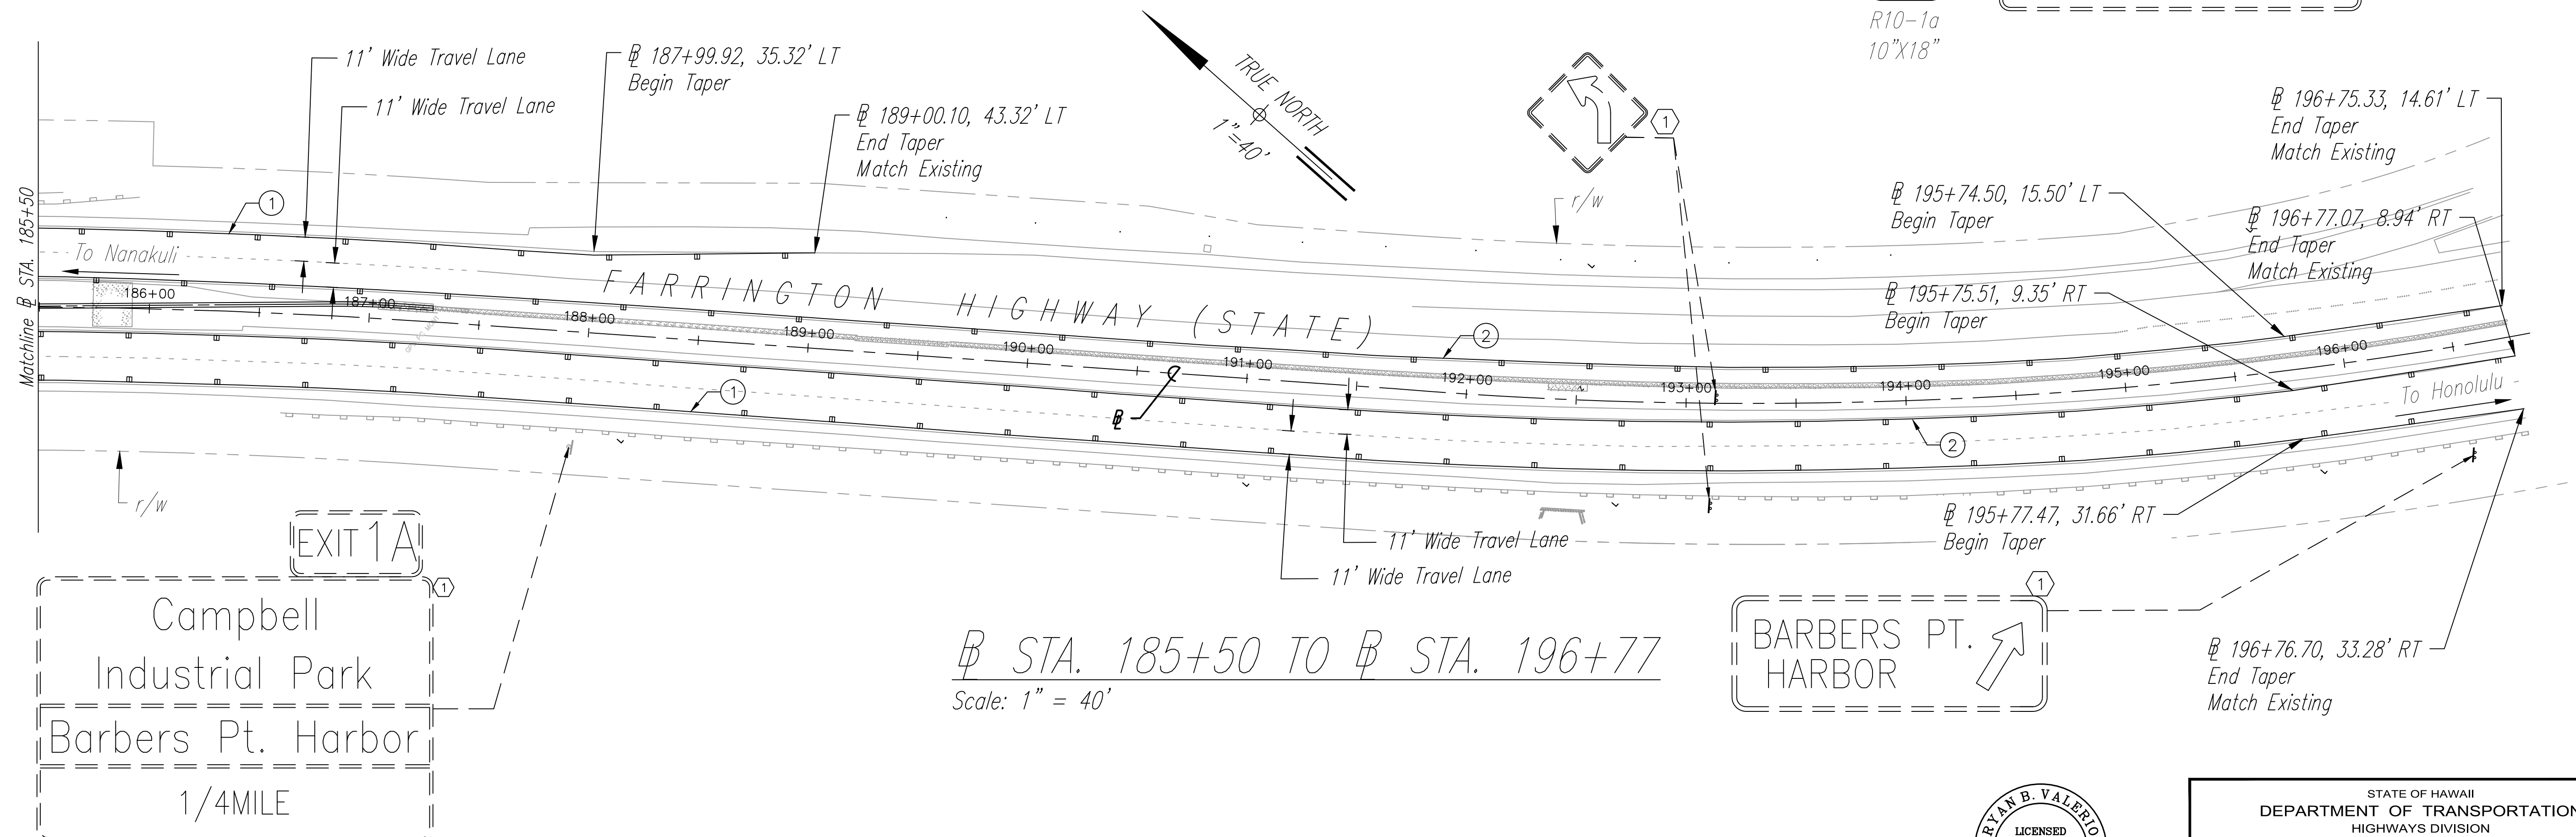 R10-1a
10"X18"
11' Wide Travel Lane
11' Wide Travel Lane
℄ 187+99.92, 35.32' LT
Begin Taper
℄ 189+00.10, 43.32' LT
End Taper
Match Existing
TRUE NORTH
1"=40'
1
r/w
℄ 196+75.33, 14.61' LT
End Taper
Match Existing
℄ 195+74.50, 15.50' LT
Begin Taper
℄ 196+77.07, 8.94' RT
End Taper
Match Existing
℄ 195+75.51, 9.35' RT
Begin Taper
Matchline ℄ STA. 185+50
1
To Nanakuli
FARRINGTON HIGHWAY (STATE)
2
186+00
187+00
188+00
189+00
190+00
191+00
192+00
193+00
194+00
195+00
196+00
1
℄
2
To Honolulu
r/w
11' Wide Travel Lane
11' Wide Travel Lane
℄ 195+77.47, 31.66' RT
Begin Taper
EXIT 1A
1
Campbell
Industrial Park
Barbers Pt. Harbor
1/4MILE
℄ STA. 185+50 TO ℄ STA. 196+77
Scale: 1" = 40'
1
BARBERS PT.
HARBOR
℄ 196+76.70, 33.28' RT
End Taper
Match Existing
RYAN B. VALERIO
LICENSED
STATE OF HAWAII
DEPARTMENT OF TRANSPORTATION
HIGHWAYS DIVISION